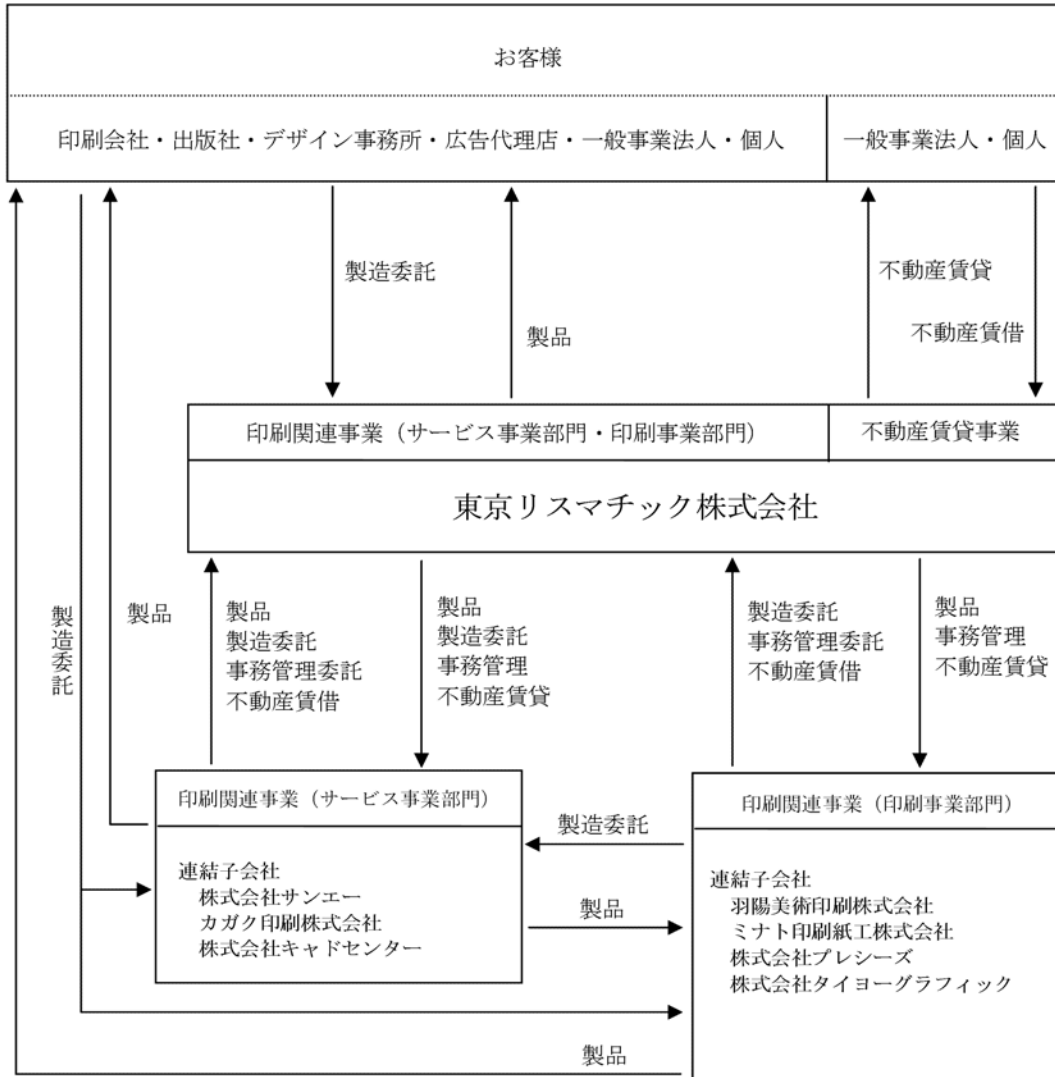 お客様
印刷会社・出版社・デザイン事務所・広告代理店・一般事業法人・個人
一般事業法人・個人
製造委託
製品
不動産賃貸
不動産賃借
印刷関連事業（サービス事業部門・印刷事業部門）
不動産賃貸事業
東京リスマチック株式会社
製造委託
製品
製品
製造委託
事務管理委託
不動産賃借
製品
製造委託
事務管理
不動産賃貸
製造委託
事務管理委託
不動産賃借
製品
事務管理
不動産賃貸
印刷関連事業（サービス事業部門）
連結子会社
株式会社サンエー
カガク印刷株式会社
株式会社キャドセンター
製造委託
製品
印刷関連事業（印刷事業部門）
連結子会社
羽陽美術印刷株式会社
ミナト印刷紙工株式会社
株式会社プレシーズ
株式会社タイヨーグラフィック
製品